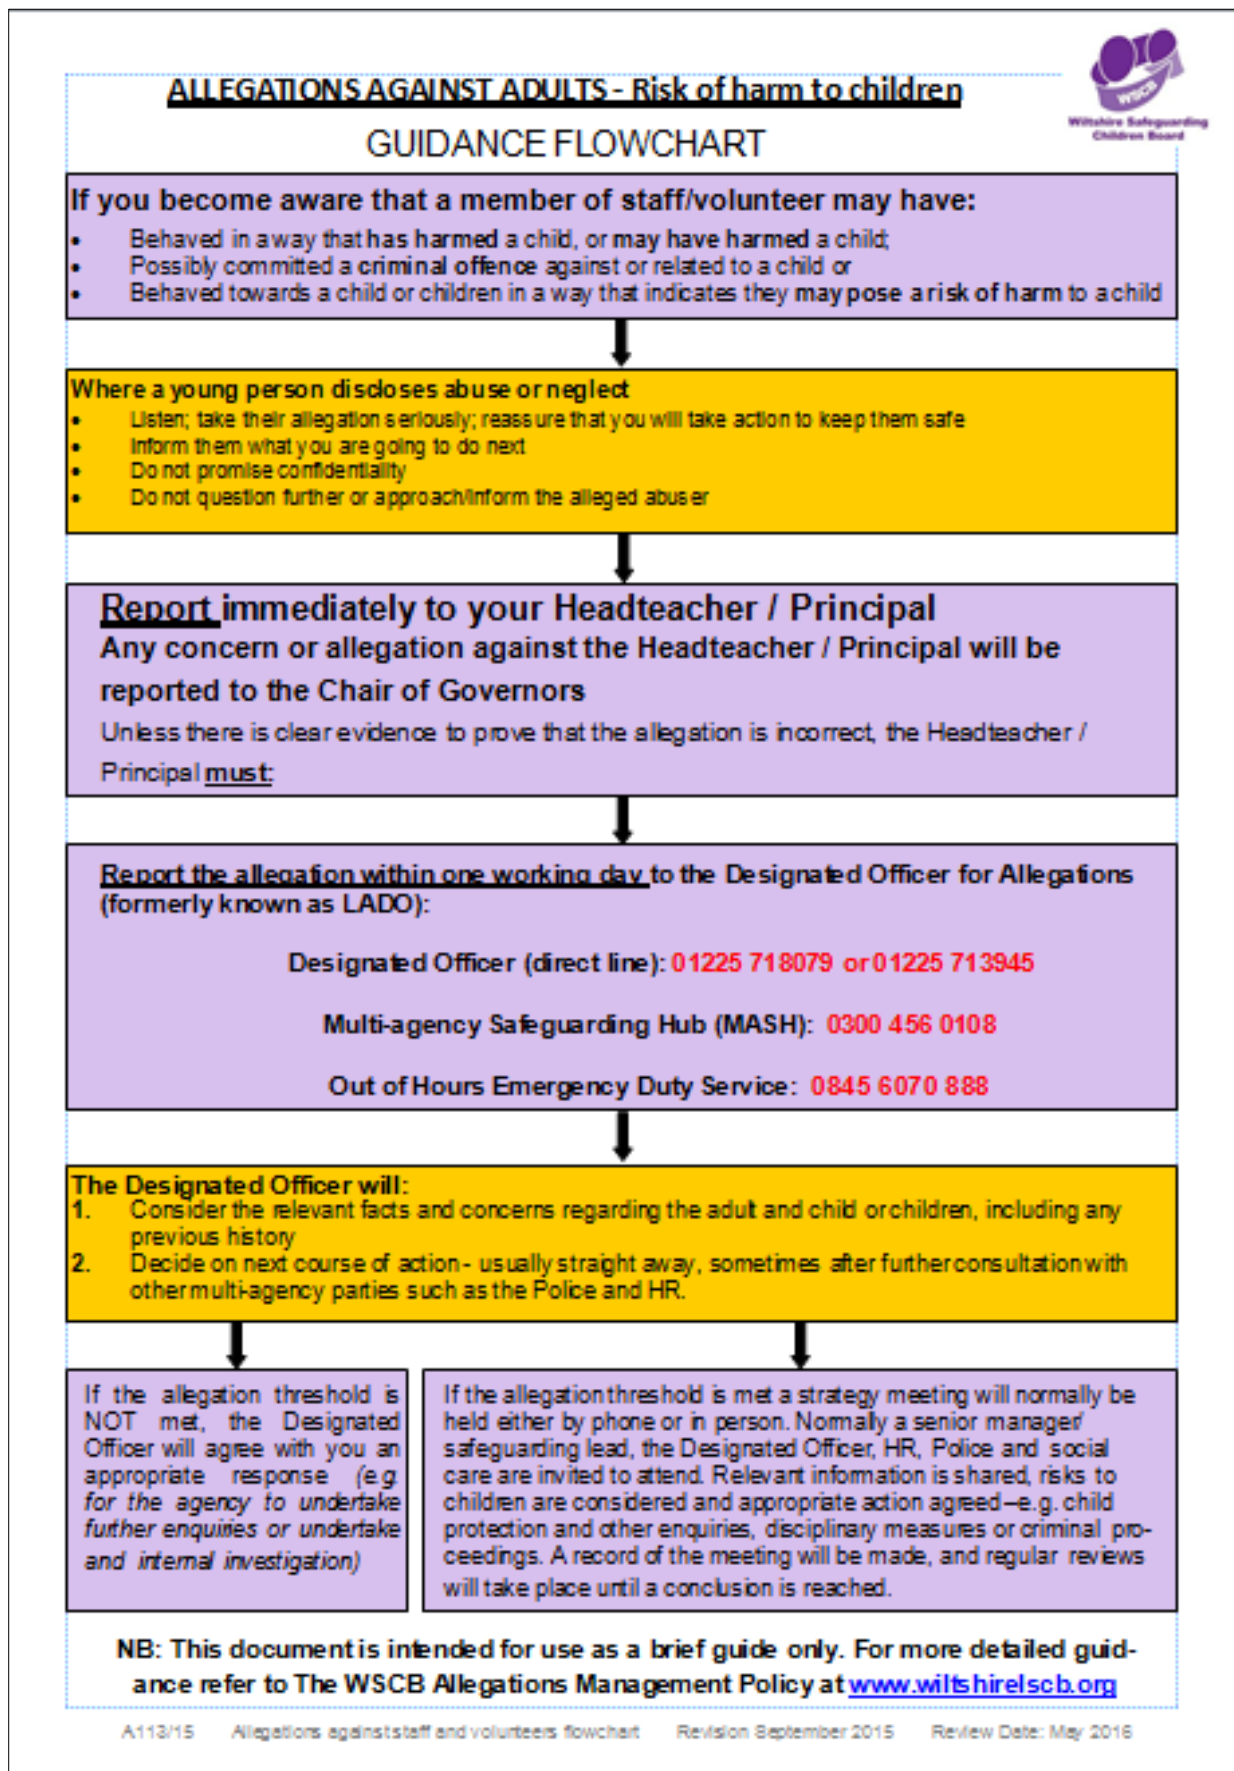 WSCB
Wiltshire Safeguarding
Children Board
ALLEGATIONS AGAINST ADULTS - Risk of harm to children
GUIDANCE FLOWCHART
If you become aware that a member of staff/volunteer may have:
• Behaved in a way that has harmed a child, or may have harmed a child;
• Possibly committed a criminal offence against or related to a child or
• Behaved towards a child or children in a way that indicates they may pose a risk of harm to a child
Where a young person discloses abuse or neglect
• Listen; take their allegation seriously; reassure that you will take action to keep them safe
• Inform them what you are going to do next
• Do not promise confidentiality
• Do not question further or approach/inform the alleged abuser
Report immediately to your Headteacher / Principal
Any concern or allegation against the Headteacher / Principal will be
reported to the Chair of Governors
Unless there is clear evidence to prove that the allegation is incorrect, the Headteacher /
Principal must:
Report the allegation within one working day to the Designated Officer for Allegations
(formerly known as LADO):
Designated Officer (direct line): 01225 718079 or 01225 713945
Multi-agency Safeguarding Hub (MASH): 0300 456 0108
Out of Hours Emergency Duty Service: 0845 6070 888
The Designated Officer will:
1. Consider the relevant facts and concerns regarding the adult and child or children, including any
previous history
2. Decide on next course of action - usually straight away, sometimes after further consultation with
other multi-agency parties such as the Police and HR.
If the allegation threshold is
NOT met, the Designated
Officer will agree with you an
appropriate response (e.g.
for the agency to undertake
further enquiries or undertake
and internal investigation)
If the allegation threshold is met a strategy meeting will normally be
held either by phone or in person. Normally a senior manager/
safeguarding lead, the Designated Officer, HR, Police and social
care are invited to attend. Relevant information is shared, risks to
children are considered and appropriate action agreed –e.g. child
protection and other enquiries, disciplinary measures or criminal pro-
ceedings. A record of the meeting will be made, and regular reviews
will take place until a conclusion is reached.
NB: This document is intended for use as a brief guide only. For more detailed guid-
ance refer to The WSCB Allegations Management Policy at www.wiltshirelscb.org
A113/15 Allegations against staff and volunteers flowchart Revision September 2015 Review Date: May 2016